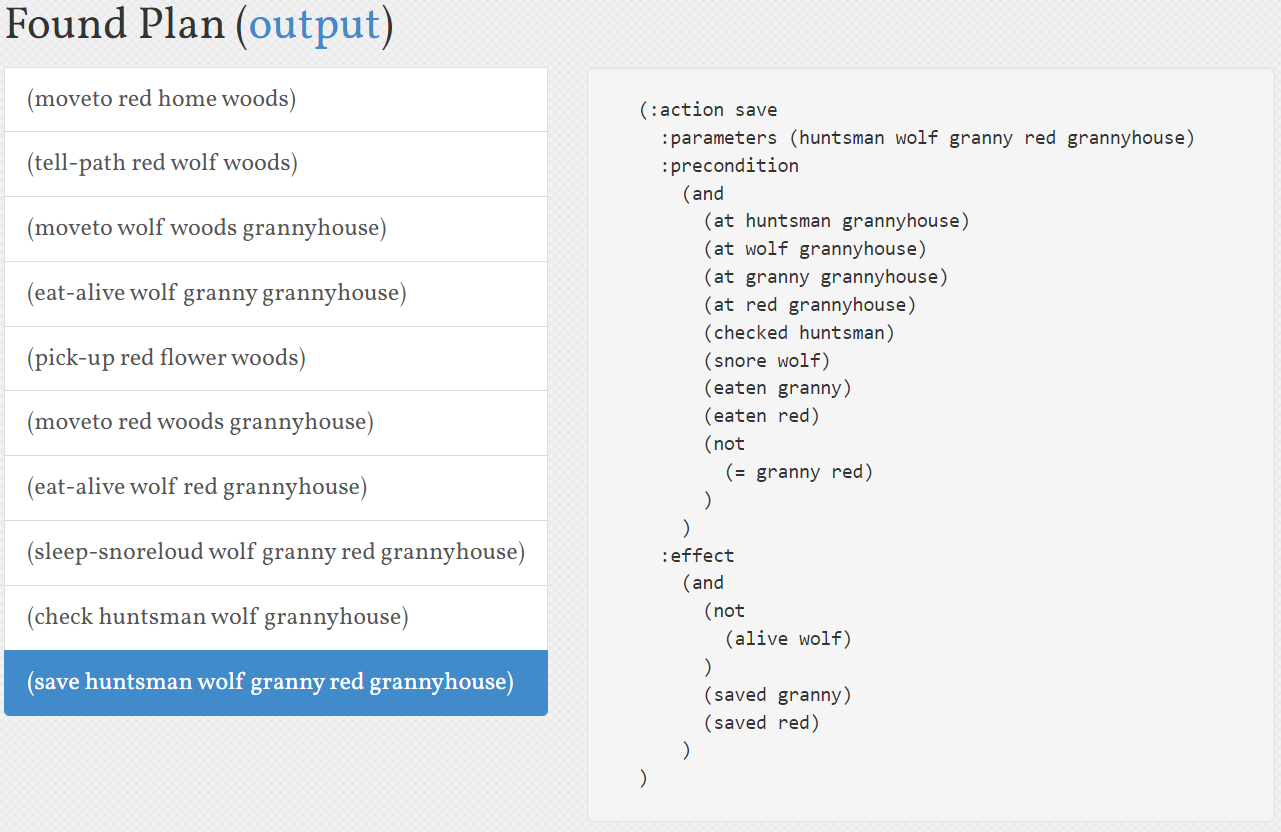 Found Plan (output)
(moveto red home woods)
(tell-path red wolf woods)
(moveto wolf woods grannyhouse)
(eat-alive wolf granny grannyhouse)
(pick-up red flower woods)
(moveto red woods grannyhouse)
(eat-alive wolf red grannyhouse)
(sleep-snoreloud wolf granny red grannyhouse)
(check huntsman wolf grannyhouse)
(save huntsman wolf granny red grannyhouse)
(:action save
  :parameters (huntsman wolf granny red grannyhouse)
  :precondition
    (and
      (at huntsman grannyhouse)
      (at wolf grannyhouse)
      (at granny grannyhouse)
      (at red grannyhouse)
      (checked huntsman)
      (snore wolf)
      (eaten granny)
      (eaten red)
      (not
        (= granny red)
      )
    )
  :effect
    (and
      (not
        (alive wolf)
      )
      (saved granny)
      (saved red)
    )
)